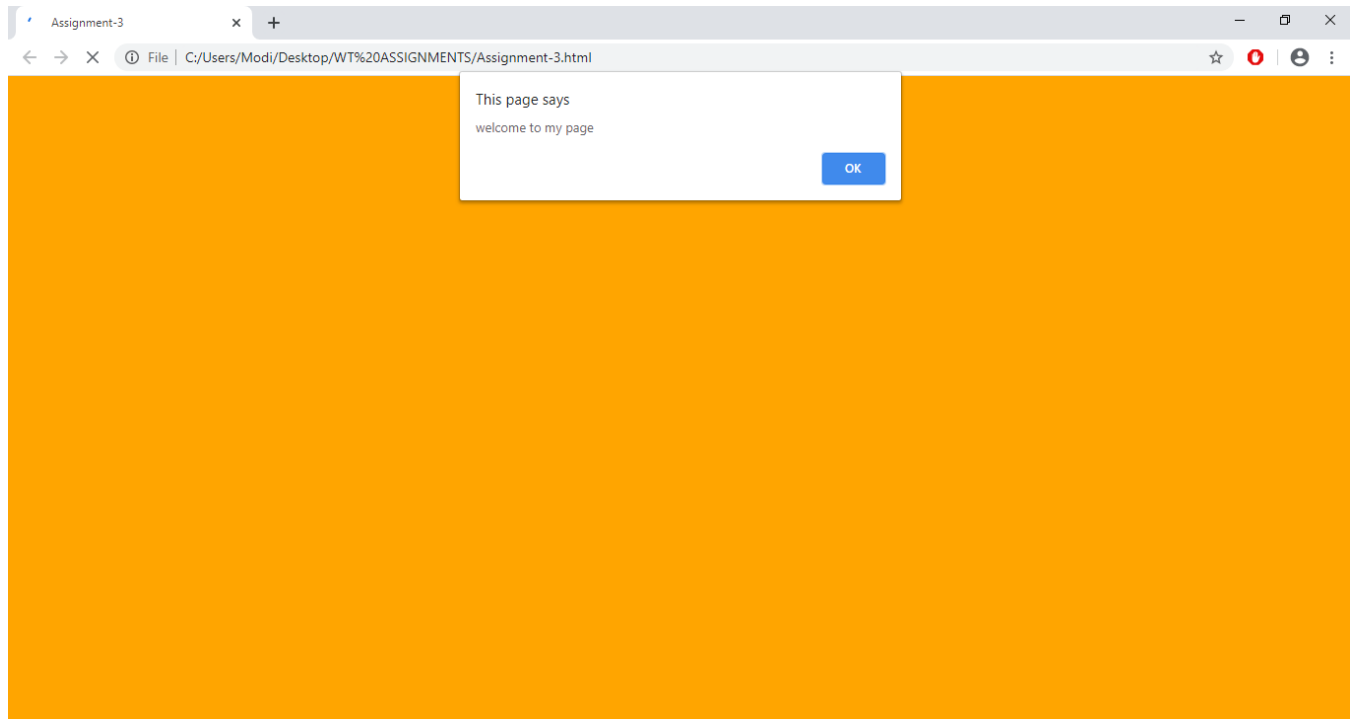 Assignment-3
File C:/Users/Modi/Desktop/WT%20ASSIGNMENTS/Assignment-3.html
This page says
welcome to my page
OK